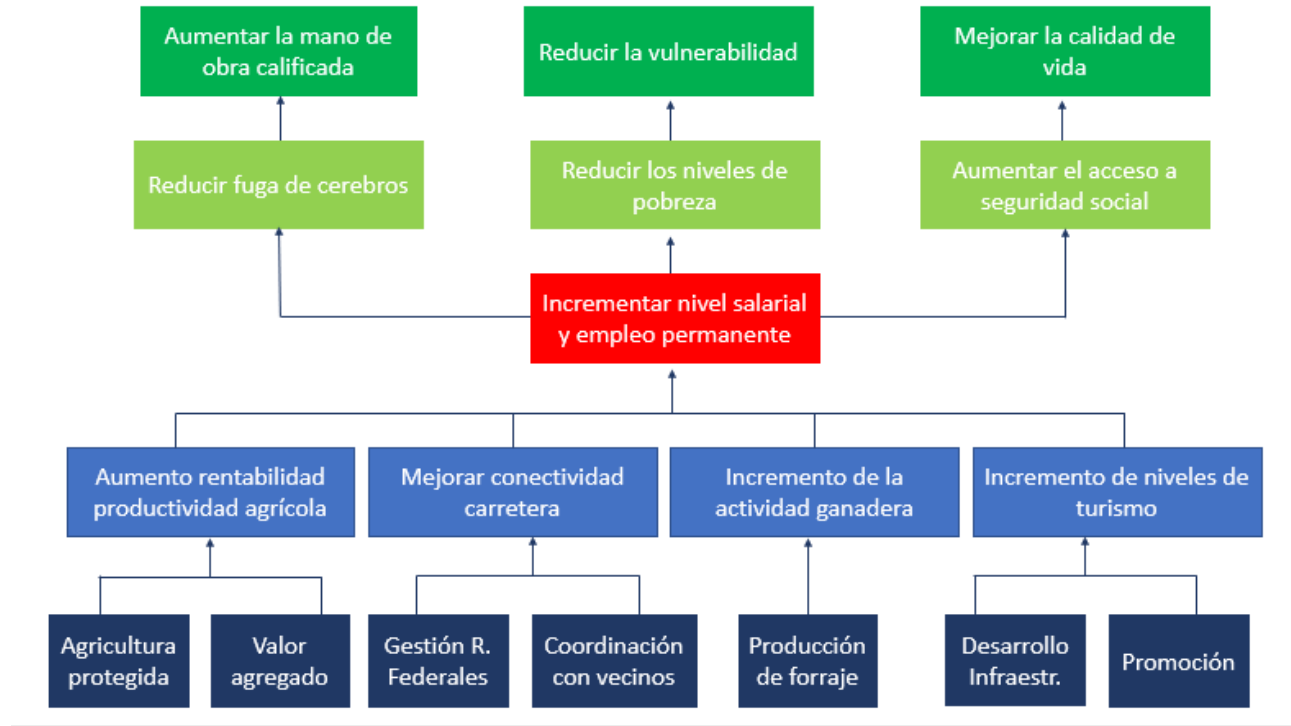 Aumentar la mano de
obra calificada
Reducir la vulnerabilidad
Mejorar la calidad de
vida
Reducir fuga de cerebros
Reducir los niveles de
pobreza
Aumentar el acceso a
seguridad social
Incrementar nivel salarial
y empleo permanente
Aumento rentabilidad
productividad agrícola
Mejorar conectividad
carretera
Incremento de la
actividad ganadera
Incremento de niveles de
turismo
Agricultura
protegida
Valor
agregado
Gestión R.
Federales
Coordinación
con vecinos
Producción
de forraje
Desarrollo
Infraestr.
Promoción